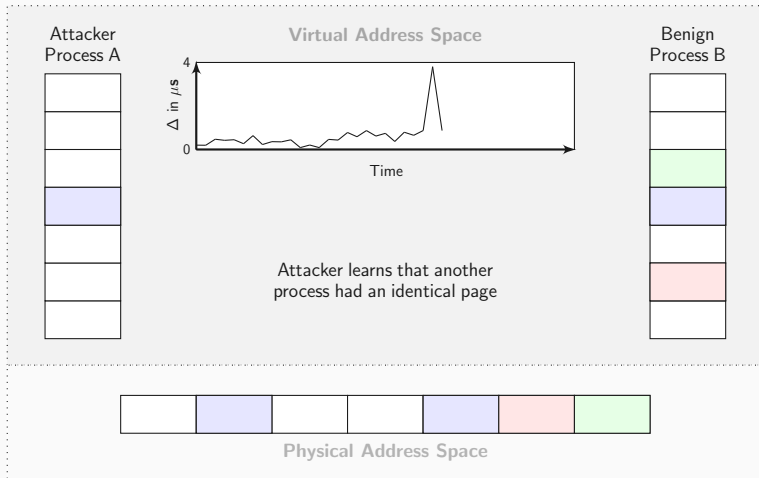 Attacker
Process A
Virtual Address Space
Benign
Process B
4
Δ in μs
0
Time
Attacker learns that another
process had an identical page
Physical Address Space